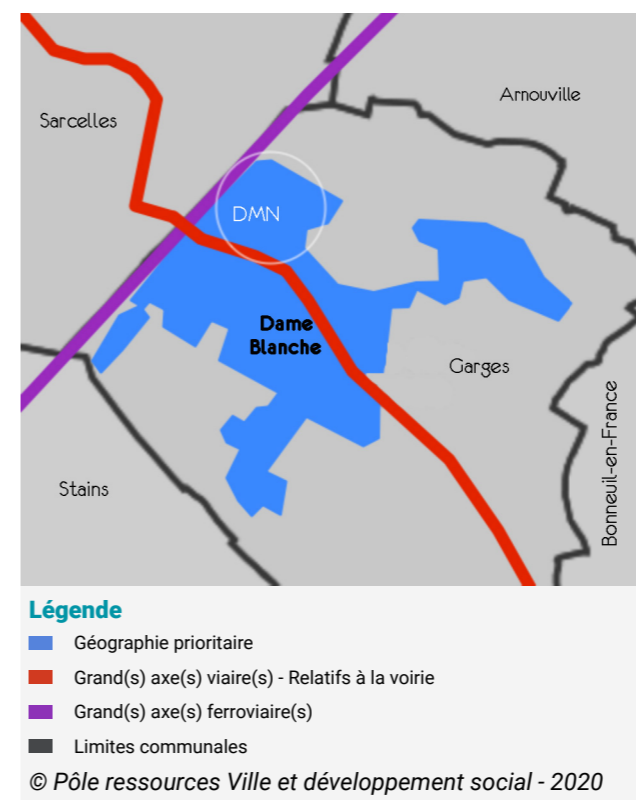 Arnouville
Sarcelles
DMN
Dame
Blanche
Garges
Bonneuil-en-France
Stains
Légende
Géographie prioritaire
Grand(s) axe(s) viaire(s) - Relatifs à la voirie
Grand(s) axe(s) ferroviaire(s)
Limites communales
© Pôle ressources Ville et développement social - 2020